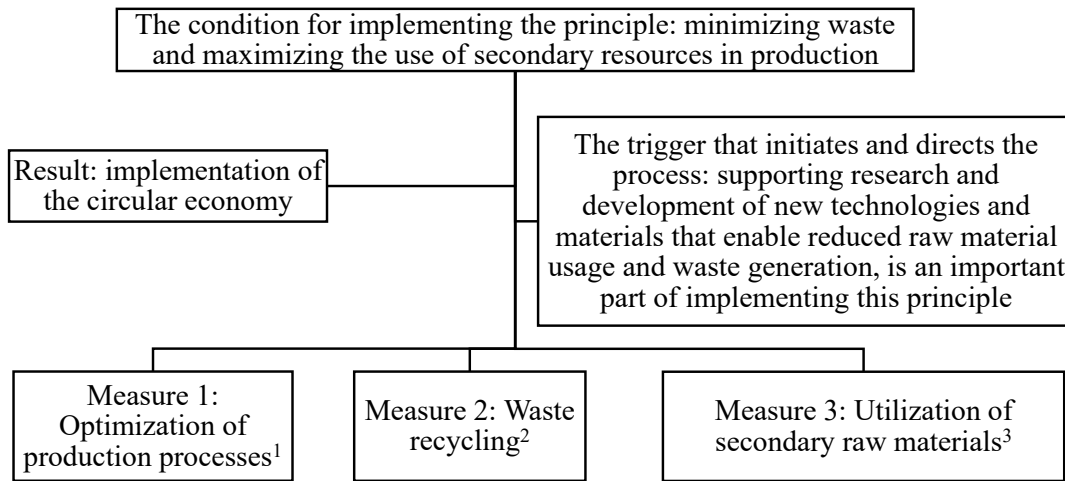 The condition for implementing the principle: minimizing waste
and maximizing the use of secondary resources in production
Result: implementation of
the circular economy
The trigger that initiates and directs the
process: supporting research and
development of new technologies and
materials that enable reduced raw material
usage and waste generation, is an important
part of implementing this principle
Measure 1:
Optimization of
production processes¹
Measure 2: Waste
recycling²
Measure 3: Utilization of
secondary raw materials³